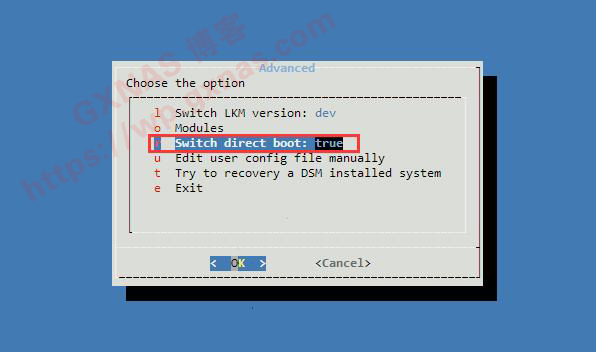 Advanced
Choose the option
l Switch LKM version: dev
o Modules
r Switch direct boot: true
u Edit user config file manually
t Try to recovery a DSM installed system
e Exit
< OK > <Cancel>
GXNAS 博客
https://wp.gxnas.com